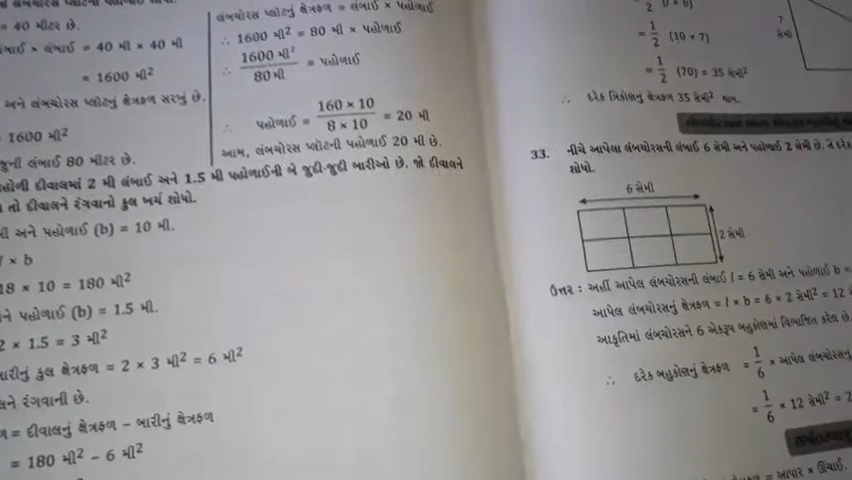 = 40 મીટર છે.
× લંબાઈ = 40 મી × 40 મી
= 1600 મી²
અને લંબચોરસ પ્લોટનું ક્ષેત્રફળ સરખું છે.
1600 મી²
લંબાઈ 80 મીટર છે.
લંબચોરસ પ્લોટનું ક્ષેત્રફળ = લંબાઈ × પહોળાઈ
∴ 1600 મી² = 80 મી × પહોળાઈ
∴ 1600 મી² / 80 મી = પહોળાઈ
∴ પહોળાઈ = 160 × 10 / 8 × 10 = 20 મી
આમ, લંબચોરસ પ્લોટની પહોળાઈ 20 મી છે.
દીવાલમાં 2 મી લંબાઈ અને 1.5 મી પહોળાઈની બે જુદી-જુદી બારીઓ છે. જો દીવાલને
તો દીવાલને રંગવાનો કુલ ખર્ચ શોધો.
અને પહોળાઈ (b) = 10 મી.
l × b
18 × 10 = 180 મી²
પહોળાઈ (b) = 1.5 મી.
2 × 1.5 = 3 મી²
કુલ ક્ષેત્રફળ = 2 × 3 મી² = 6 મી²
રંગવાની છે.
= દીવાલનું ક્ષેત્રફળ – બારીનું ક્ષેત્રફળ
= 180 મી² – 6 મી²
= 1/2 (10 × 7)
= 1/2 (70) = 35 સેમી²
∴ દરેક ત્રિકોણનું ક્ષેત્રફળ 35 સેમી² થાય.
7
સેમી
33. નીચે આપેલા લંબચોરસની લંબાઈ 6 સેમી અને પહોળાઈ 2 સેમી છે. તે દરેક
શોધો.
6 સેમી
2 સેમી
ઉત્તર : અહીં આપેલ લંબચોરસની લંબાઈ l = 6 સેમી અને પહોળાઈ b =
આપેલ લંબચોરસનું ક્ષેત્રફળ = l × b = 6 × 2 સેમી² = 12
આકૃતિમાં લંબચોરસને 6 એકરૂપ બહુકોણમાં વિભાજિત કરેલ છે.
∴ દરેક બહુકોણનું ક્ષેત્રફળ = 1/6 × આપેલ લંબચોરસનું
= 1/6 × 12 સેમી² = 2
= આધાર × ઊંચાઈ.